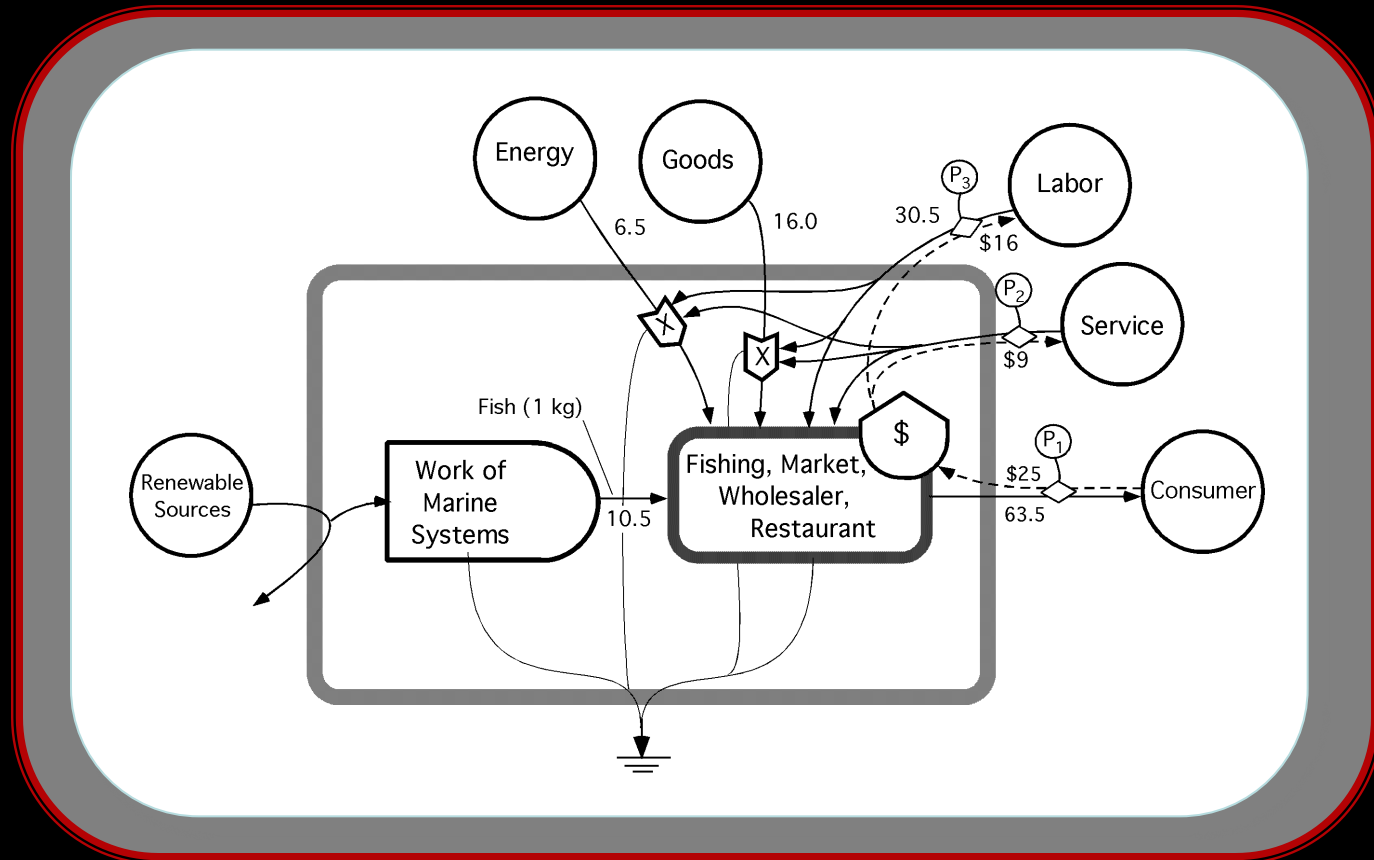 Energy
Goods
P3
Labor
30.5
6.5
16.0
$16
P2
Service
X
X
$9
Fish (1 kg)
$
P1
Work of
Marine
Systems
Fishing, Market,
Wholesaler,
Restaurant
$25
Renewable
Sources
Consumer
10.5
63.5